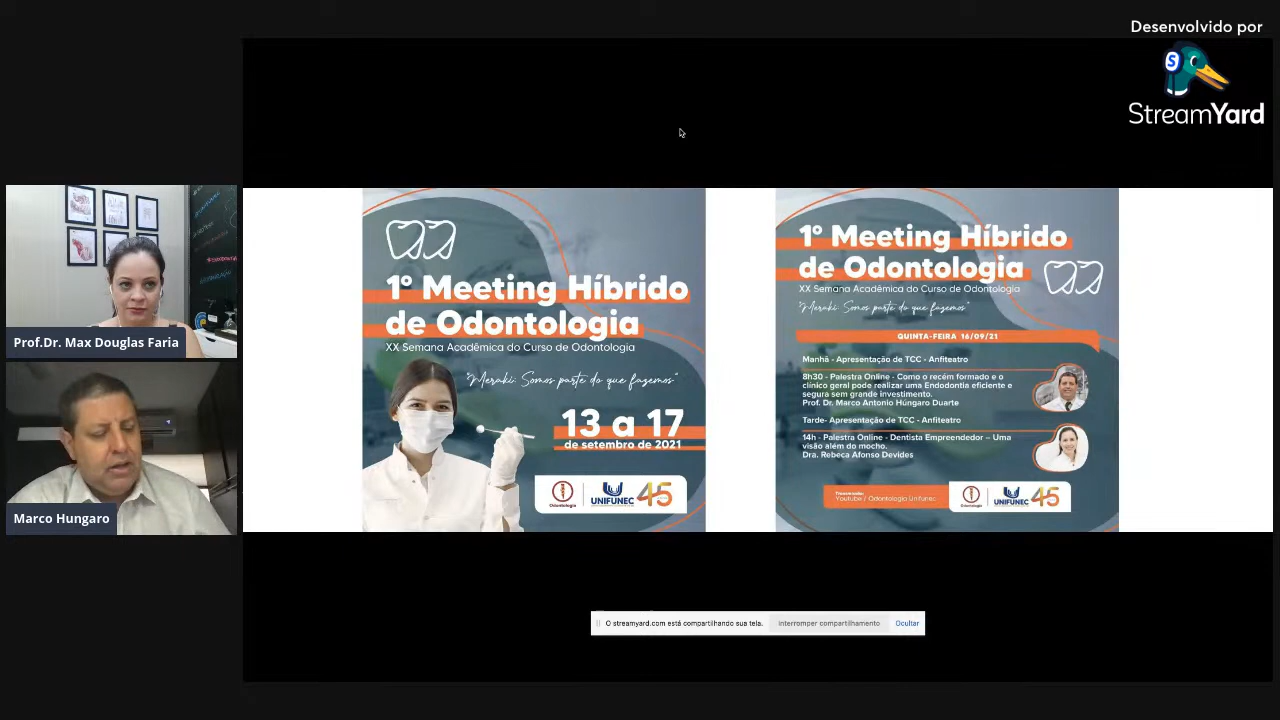 Desenvolvido por
StreamYard
Prof.Dr. Max Douglas Faria
Marco Hungaro
1º Meeting Híbrido
de Odontologia
XX Semana Acadêmica do Curso de Odontologia
"Meraki: Somos parte do que fazemos"
13 a 17
de setembro de 2021
Odontologia
UNIFUNEC
45
1º Meeting Híbrido
de Odontologia
XX Semana Acadêmica do Curso de Odontologia
"Meraki: Somos parte do que fazemos"
QUINTA-FEIRA 16/09/21
Manhã - Apresentação de TCC - Anfiteatro
8h30 - Palestra Online - Como o recém formado e o
clínico geral pode realizar uma Endodontia eficiente e
segura sem grande investimento.
Prof. Dr. Marco Antonio Húngaro Duarte
Tarde- Apresentação de TCC - Anfiteatro
14h - Palestra Online - Dentista Empreendedor – Uma
visão além do mocho.
Dra. Rebeca Afonso Devides
Transmissão:
Youtube / Odontologia Unifunec
Odontologia
UNIFUNEC
45
O streamyard.com está compartilhando sua tela.
Interromper compartilhamento
Ocultar